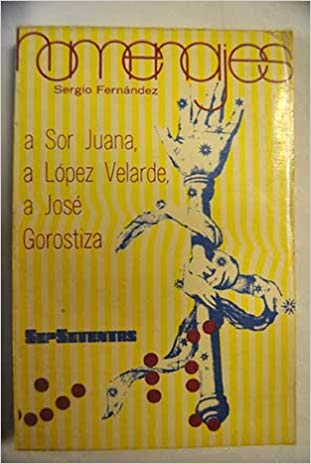 homenajes
Sergio Fernández
a Sor Juana,
a López Velarde,
a José
Gorostiza
SEPSETENTAS